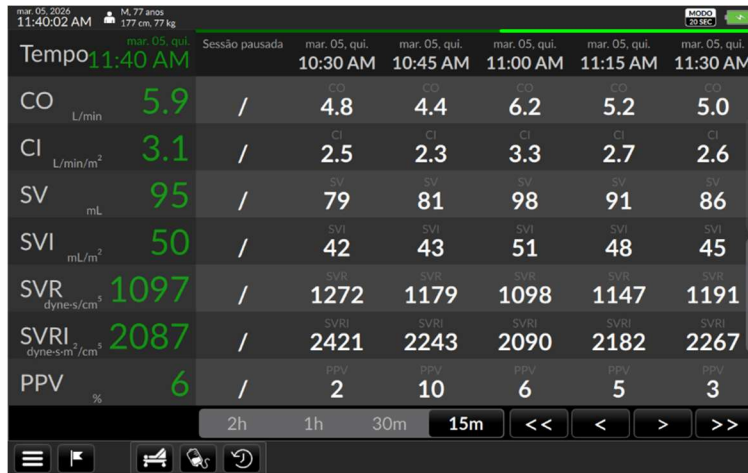 mar. 05, 2026
11:40:02 AM
M, 77 anos
177 cm, 77 kg
MODO
20 SEC
Tempo
mar. 05, qui.
11:40 AM
Sessão pausada
mar. 05, qui.
10:30 AM
mar. 05, qui.
10:45 AM
mar. 05, qui.
11:00 AM
mar. 05, qui.
11:15 AM
mar. 05, qui.
11:30 AM
CO L/min 5.9 / CO 4.8 4.4 CO 6.2 CO 5.2 CO 5.0
CI L/min/m² 3.1 / CI 2.5 CI 2.3 CI 3.3 CI 2.7 CI 2.6
SV mL 95 / SV 79 SV 81 SV 98 SV 91 SV 86
SVI mL/m² 50 / SVI 42 SVI 43 SVI 51 SVI 48 SVI 45
SVR dyne·s/cm⁵ 1097 / SVR 1272 SVR 1179 SVR 1098 SVR 1147 SVR 1191
SVRI dyne·s·m²/cm⁵ 2087 / SVRI 2421 SVRI 2243 SVRI 2090 SVRI 2182 SVRI 2267
PPV % 6 / PPV 2 PPV 10 PPV 6 PPV 5 PPV 3
2h 1h 30m 15m << < > >>